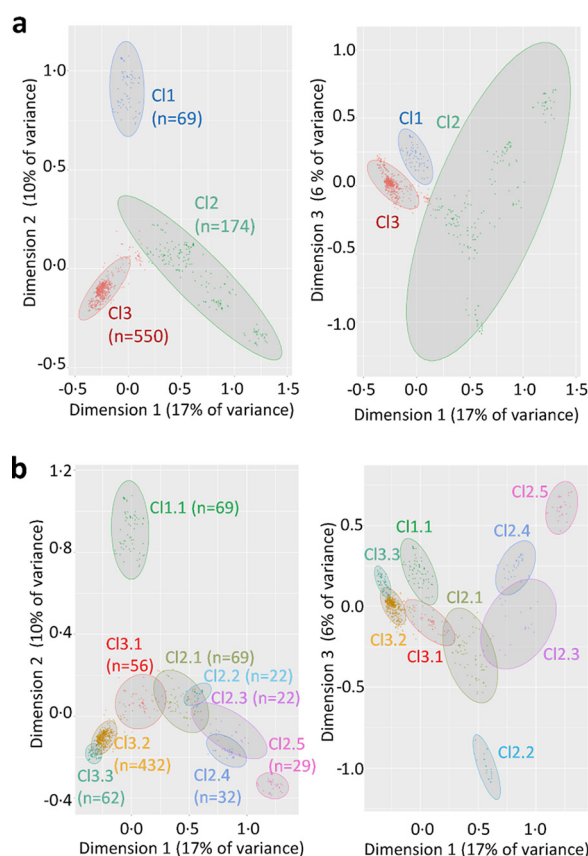 a
1·0
0·5
0·0
-0·5
Dimension 2 (10% of variance)
Cl1
(n=69)
Cl2
(n=174)
Cl3
(n=550)
-0·5 0·0 0·5 1·0 1·5
Dimension 1 (17% of variance)
1·0
0·5
0·0
-0·5
-1·0
Dimension 3 (6 % of variance)
Cl1
Cl2
Cl3
-0·5 0·0 0·5 1·0 1·5
Dimension 1 (17% of variance)
b
1·2
0·8
0·4
0·0
-0·4
Dimension 2 (10% of variance)
Cl1.1 (n=69)
Cl3.1
(n=56)
Cl2.1 (n=69)
Cl2.2 (n=22)
Cl2.3 (n=22)
Cl3.2
(n=432)
Cl2.5
(n=29)
Cl2.4
(n=32)
Cl3.3
(n=62)
0·0 0·5 1·0
Dimension 1 (17% of variance)
0·5
0·0
-0·5
-1·0
Dimension 3 (6% of variance)
Cl2.5
Cl1.1
Cl2.4
Cl3.3
Cl2.1
Cl3.2
Cl3.1
Cl2.3
Cl2.2
0·0 0·5 1·0
Dimension 1 (17% of variance)